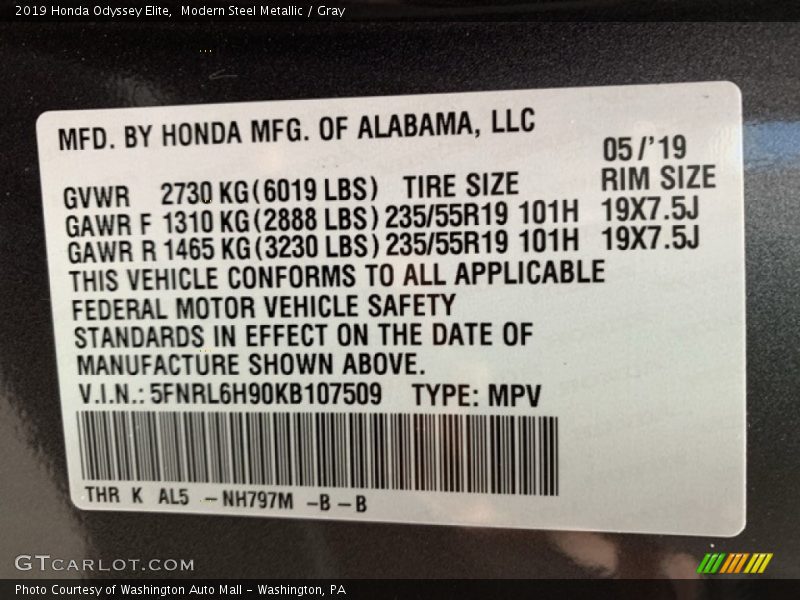 2019 Honda Odyssey Elite,  Modern Steel Metallic / Gray
MFD. BY HONDA MFG. OF ALABAMA, LLC
05/'19
GVWR 2730 KG(6019 LBS) TIRE SIZE RIM SIZE
GAWR F 1310 KG(2888 LBS) 235/55R19 101H 19X7.5J
GAWR R 1465 KG(3230 LBS) 235/55R19 101H 19X7.5J
THIS VEHICLE CONFORMS TO ALL APPLICABLE
FEDERAL MOTOR VEHICLE SAFETY
STANDARDS IN EFFECT ON THE DATE OF
MANUFACTURE SHOWN ABOVE.
V.I.N.: 5FNRL6H90KB107509 TYPE: MPV
THR K AL5 –NH797M –B–B
GTCARLOT.COM
Photo Courtesy of Washington Auto Mall – Washington, PA